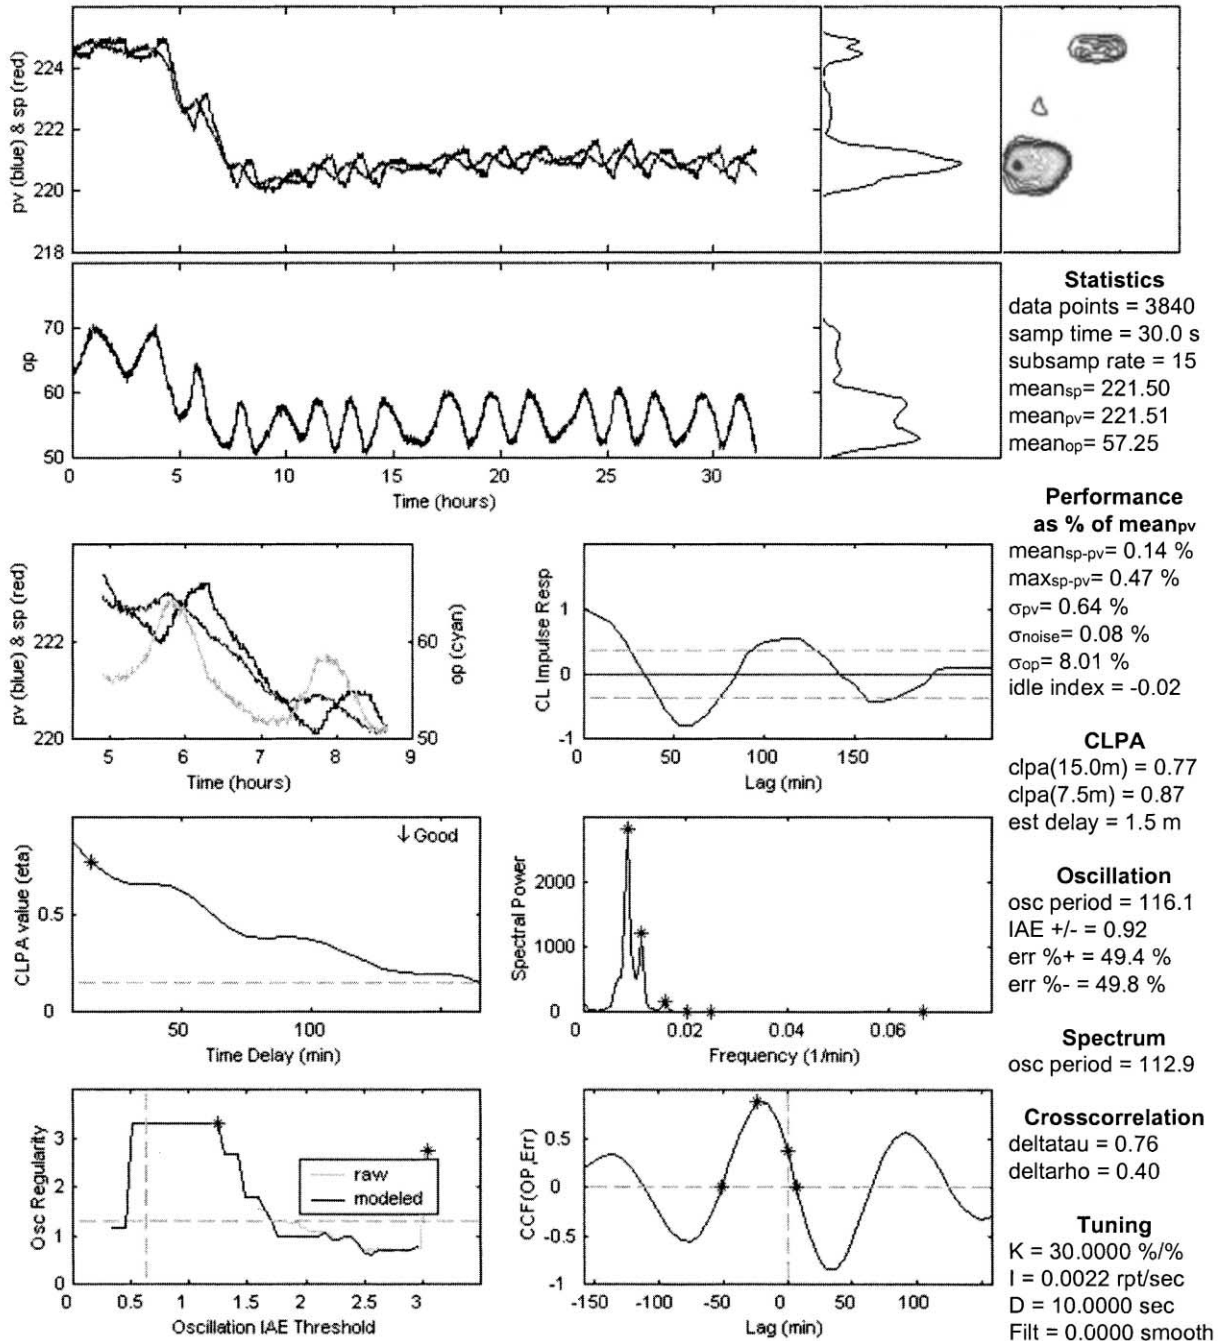 pv (blue) & sp (red)
224
222
220
218
op
70
60
50
0
5
10
15
20
25
30
Time (hours)
Statistics
data points = 3840
samp time = 30.0 s
subsamp rate = 15
meansp= 221.50
meanpv= 221.51
meanop= 57.25
Performance
as % of meanpv
meansp-pv= 0.14 %
maxsp-pv= 0.47 %
σpv= 0.64 %
σnoise= 0.08 %
σop= 8.01 %
idle index = -0.02
pv (blue) & sp (red)
222
220
60
50
op (cyan)
5
6
7
8
9
Time (hours)
CL Impulse Resp
1
0
-1
0
50
100
150
Lag (min)
CLPA
clpa(15.0m) = 0.77
clpa(7.5m) = 0.87
est delay = 1.5 m
CLPA value (eta)
0.5
0
↓ Good
50
100
Time Delay (min)
Spectral Power
2000
1000
0
0
0.02
0.04
0.06
Frequency (1/min)
Oscillation
osc period = 116.1
IAE +/- = 0.92
err %+ = 49.4 %
err %- = 49.8 %
Spectrum
osc period = 112.9
Osc Regularity
3
2
1
0
raw
modeled
0
0.5
1
1.5
2
2.5
3
Oscillation IAE Threshold
CCF(OP,Err)
0.5
0
-0.5
-1
-150
-100
-50
0
50
100
Lag (min)
Crosscorrelation
deltatau = 0.76
deltarho = 0.40
Tuning
K = 30.0000 %/%
I = 0.0022 rpt/sec
D = 10.0000 sec
Filt = 0.0000 smooth